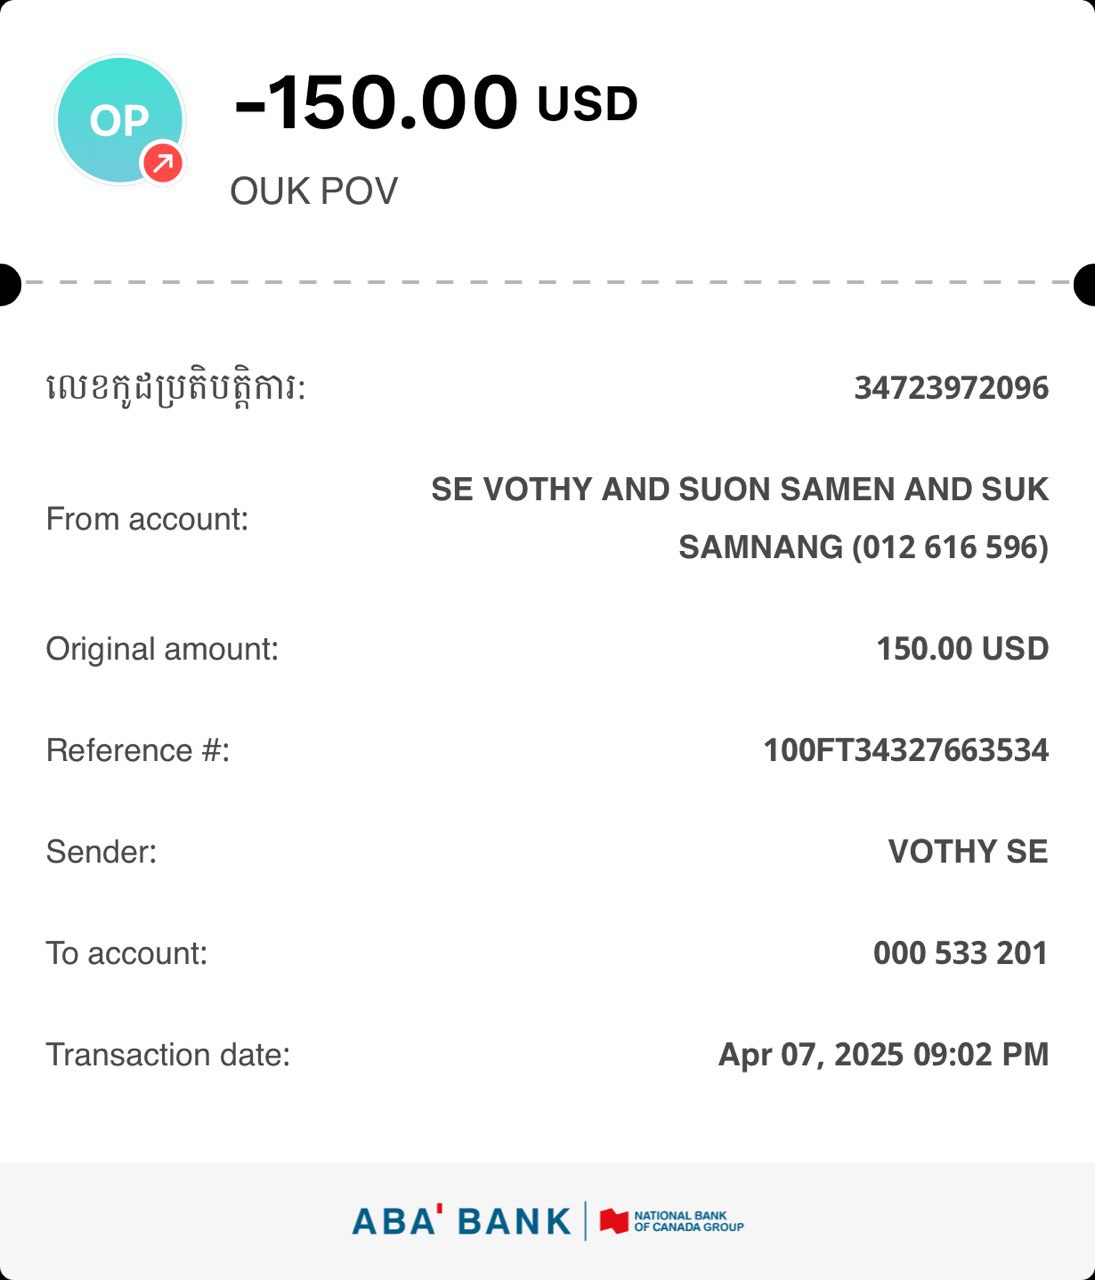 OP
-150.00 USD
OUK POV
លេខកូដប្រតិបត្តិការ: 34723972096
From account: SE VOTHY AND SUON SAMEN AND SUK
SAMNANG (012 616 596)
Original amount: 150.00 USD
Reference #: 100FT34327663534
Sender: VOTHY SE
To account: 000 533 201
Transaction date: Apr 07, 2025 09:02 PM
ABA' BANK NATIONAL BANK
OF CANADA GROUP